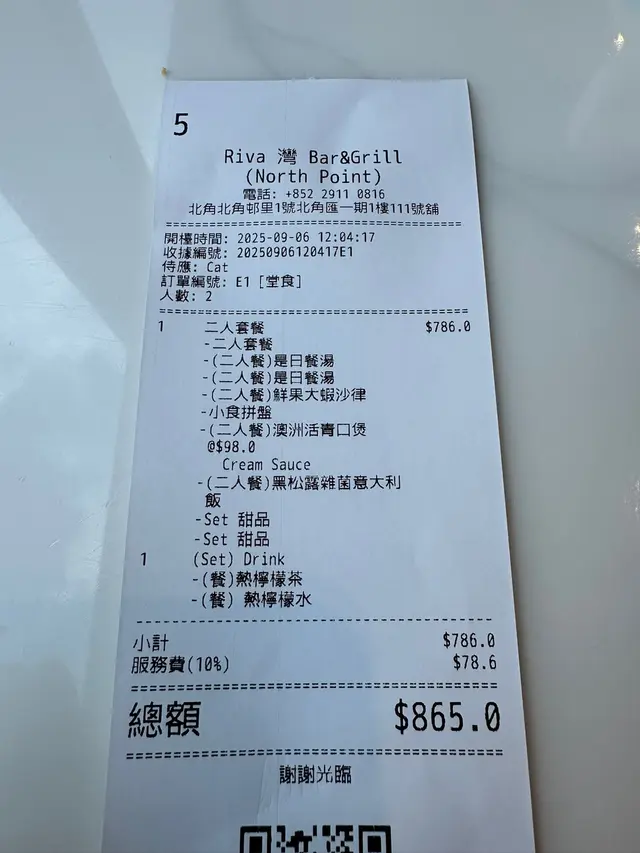 5
Riva 灣 Bar&Grill
(North Point)
電話: +852 2911 0816
北角北角邨里1號北角匯一期1樓111號舖
開檯時間: 2025-09-06 12:04:17
收據編號: 20250906120417E1
侍應: Cat
訂單編號: E1 [堂食]
人數: 2
1 二人套餐 $786.0
-二人套餐
-(二人餐)是日餐湯
-(二人餐)是日餐湯
-(二人餐)鮮果大蝦沙律
-小食拼盤
-(二人餐)澳洲活青口煲
@$98.0
Cream Sauce
-(二人餐)黑松露雜菌意大利
飯
-Set 甜品
-Set 甜品
1 (Set) Drink
-(餐)熱檸檬茶
-(餐) 熱檸檬水
小計 $786.0
服務費(10%) $78.6
總額 $865.0
謝謝光臨